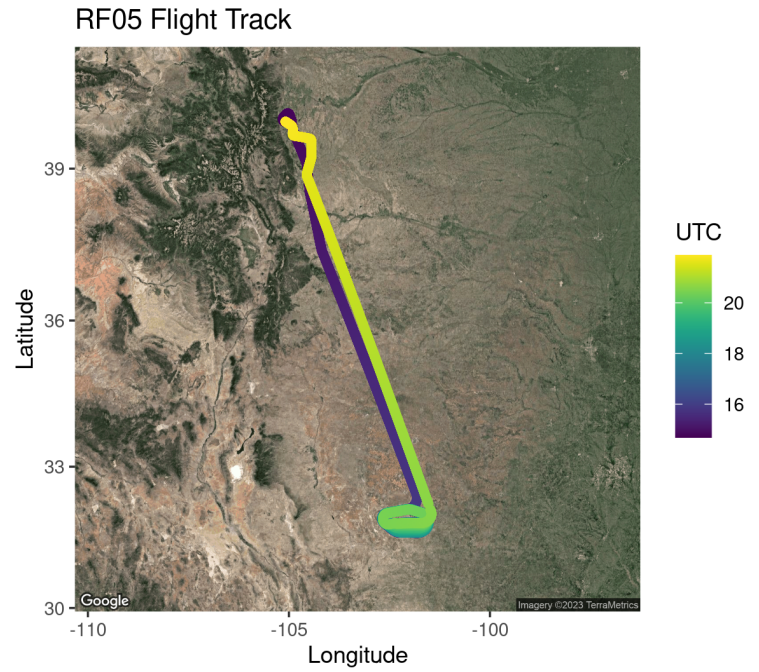 RF05 Flight Track
39
36
33
30
-110
-105
-100
Latitude
Longitude
UTC
20
18
16
Google
Imagery ©2023 TerraMetrics